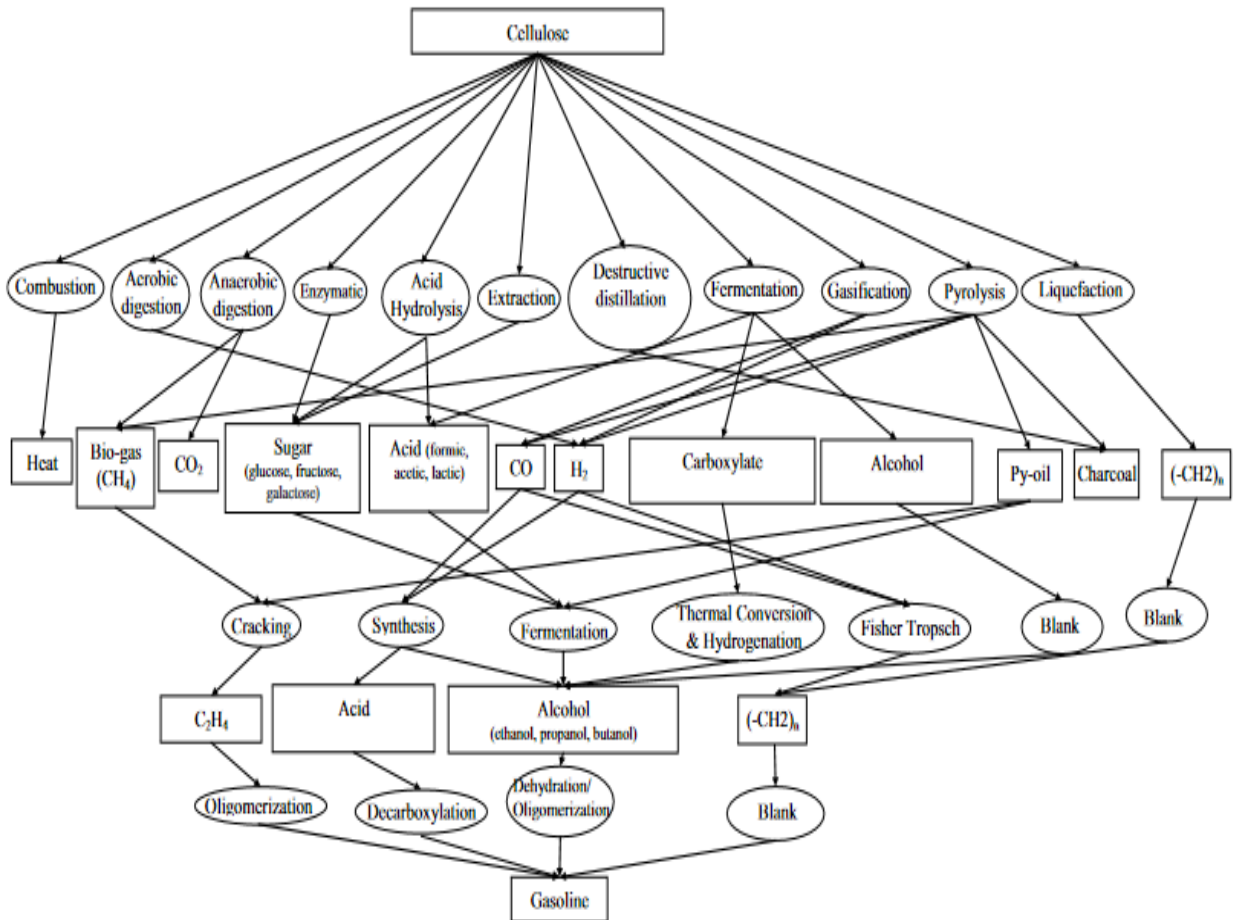 Cellulose
Combustion
Aerobic
digestion
Anaerobic
digestion
Enzymatic
Acid
Hydrolysis
Extraction
Destructive
distillation
Fermentation
Gasification
Pyrolysis
Liquefaction
Heat
Bio-gas
(CH₄)
CO₂
Sugar
(glucose, fructose,
galactose)
Acid (formic,
acetic, lactic)
CO
H₂
Carboxylate
Alcohol
Py-oil
Charcoal
(-CH2)ₙ
Cracking
Synthesis
Fermentation
Thermal Conversion
& Hydrogenation
Fisher Tropsch
Blank
Blank
C₂H₄
Acid
Alcohol
(ethanol, propanol, butanol)
(-CH2)ₙ
Oligomerization
Decarboxylation
Dehydration/
Oligomerization
Blank
Gasoline